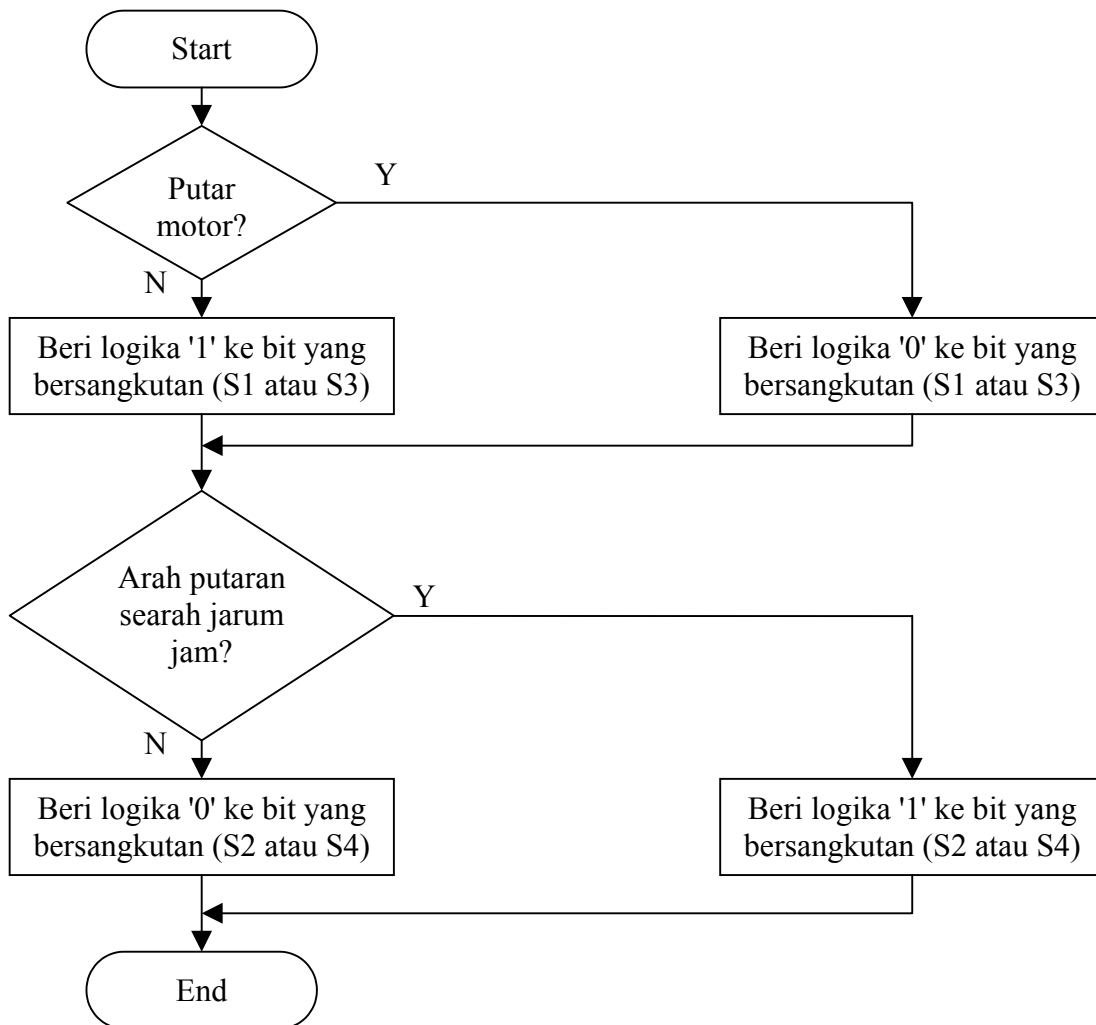 Start
Putar
motor?
Y
N
Beri logika '1' ke bit yang
bersangkutan (S1 atau S3)
Beri logika '0' ke bit yang
bersangkutan (S1 atau S3)
Arah putaran
searah jarum
jam?
Y
N
Beri logika '0' ke bit yang
bersangkutan (S2 atau S4)
Beri logika '1' ke bit yang
bersangkutan (S2 atau S4)
End